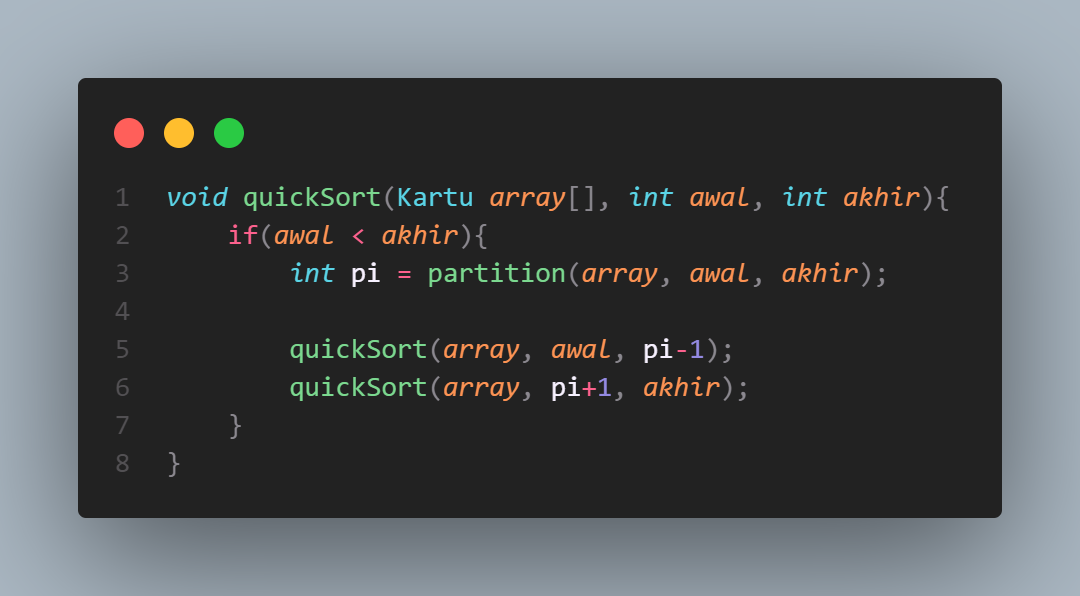 1 void quickSort(Kartu array[], int awal, int akhir){
2     if(awal < akhir){
3         int pi = partition(array, awal, akhir);
4
5         quickSort(array, awal, pi-1);
6         quickSort(array, pi+1, akhir);
7     }
8 }